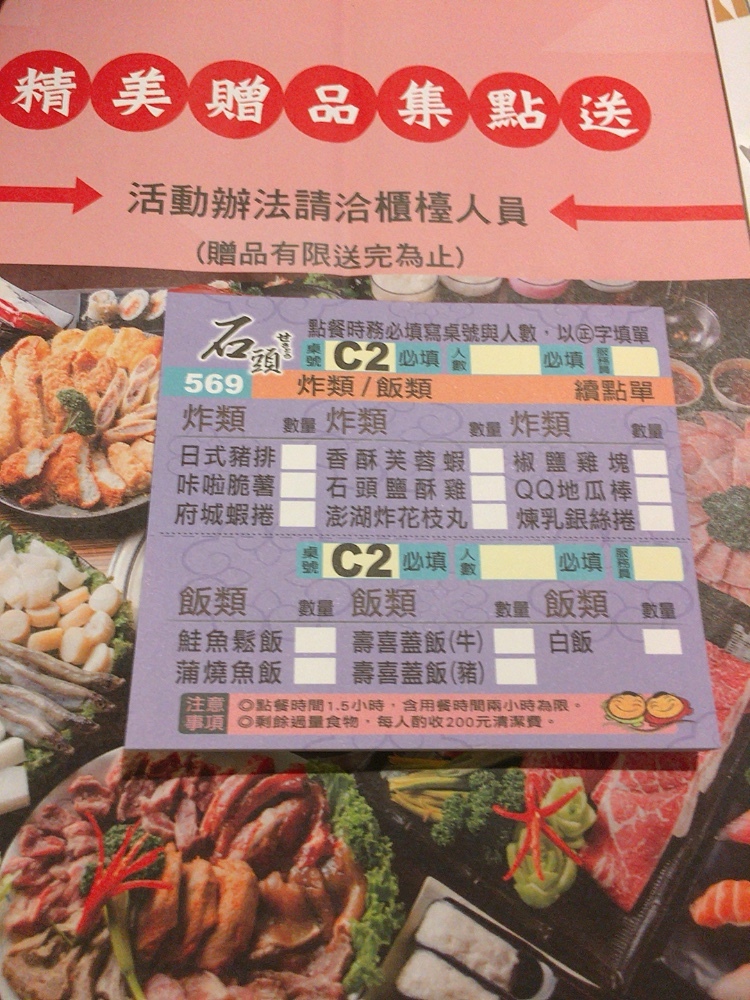 精美贈品集點送
活動辦法請洽櫃檯人員
(贈品有限送完為止)
石頭
點餐時務必填寫桌號與人數，以㊣字填單
桌號 C2 必填 人數 必填 服務員
569 炸類/飯類 續點單
炸類 數量 炸類 數量 炸類 數量
日式豬排 香酥芙蓉蝦 椒鹽雞塊
咔啦脆薯 石頭鹽酥雞 QQ地瓜棒
府城蝦捲 澎湖炸花枝丸 煉乳銀絲捲
桌號 C2 必填 人數 必填 服務員
飯類 數量 飯類 數量 飯類 數量
鮭魚鬆飯 壽喜蓋飯(牛) 白飯
蒲燒魚飯 壽喜蓋飯(豬)
注意事項
◎點餐時間1.5小時，含用餐時間兩小時為限。
◎剩餘過量食物，每人酌收200元清潔費。